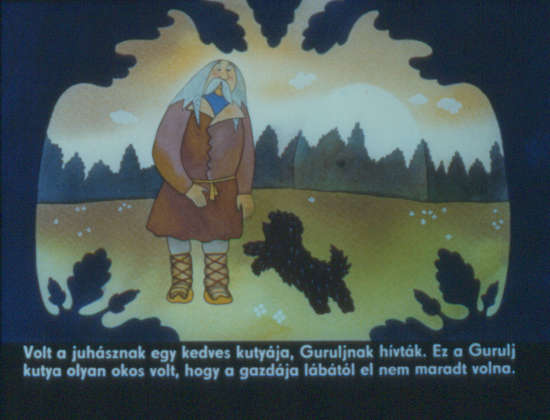 Volt a juhásznak egy kedves kutyája, Guruljnak hívták. Ez a Gurulj
kutya olyan okos volt, hogy a gazdája lábától el nem maradt volna.